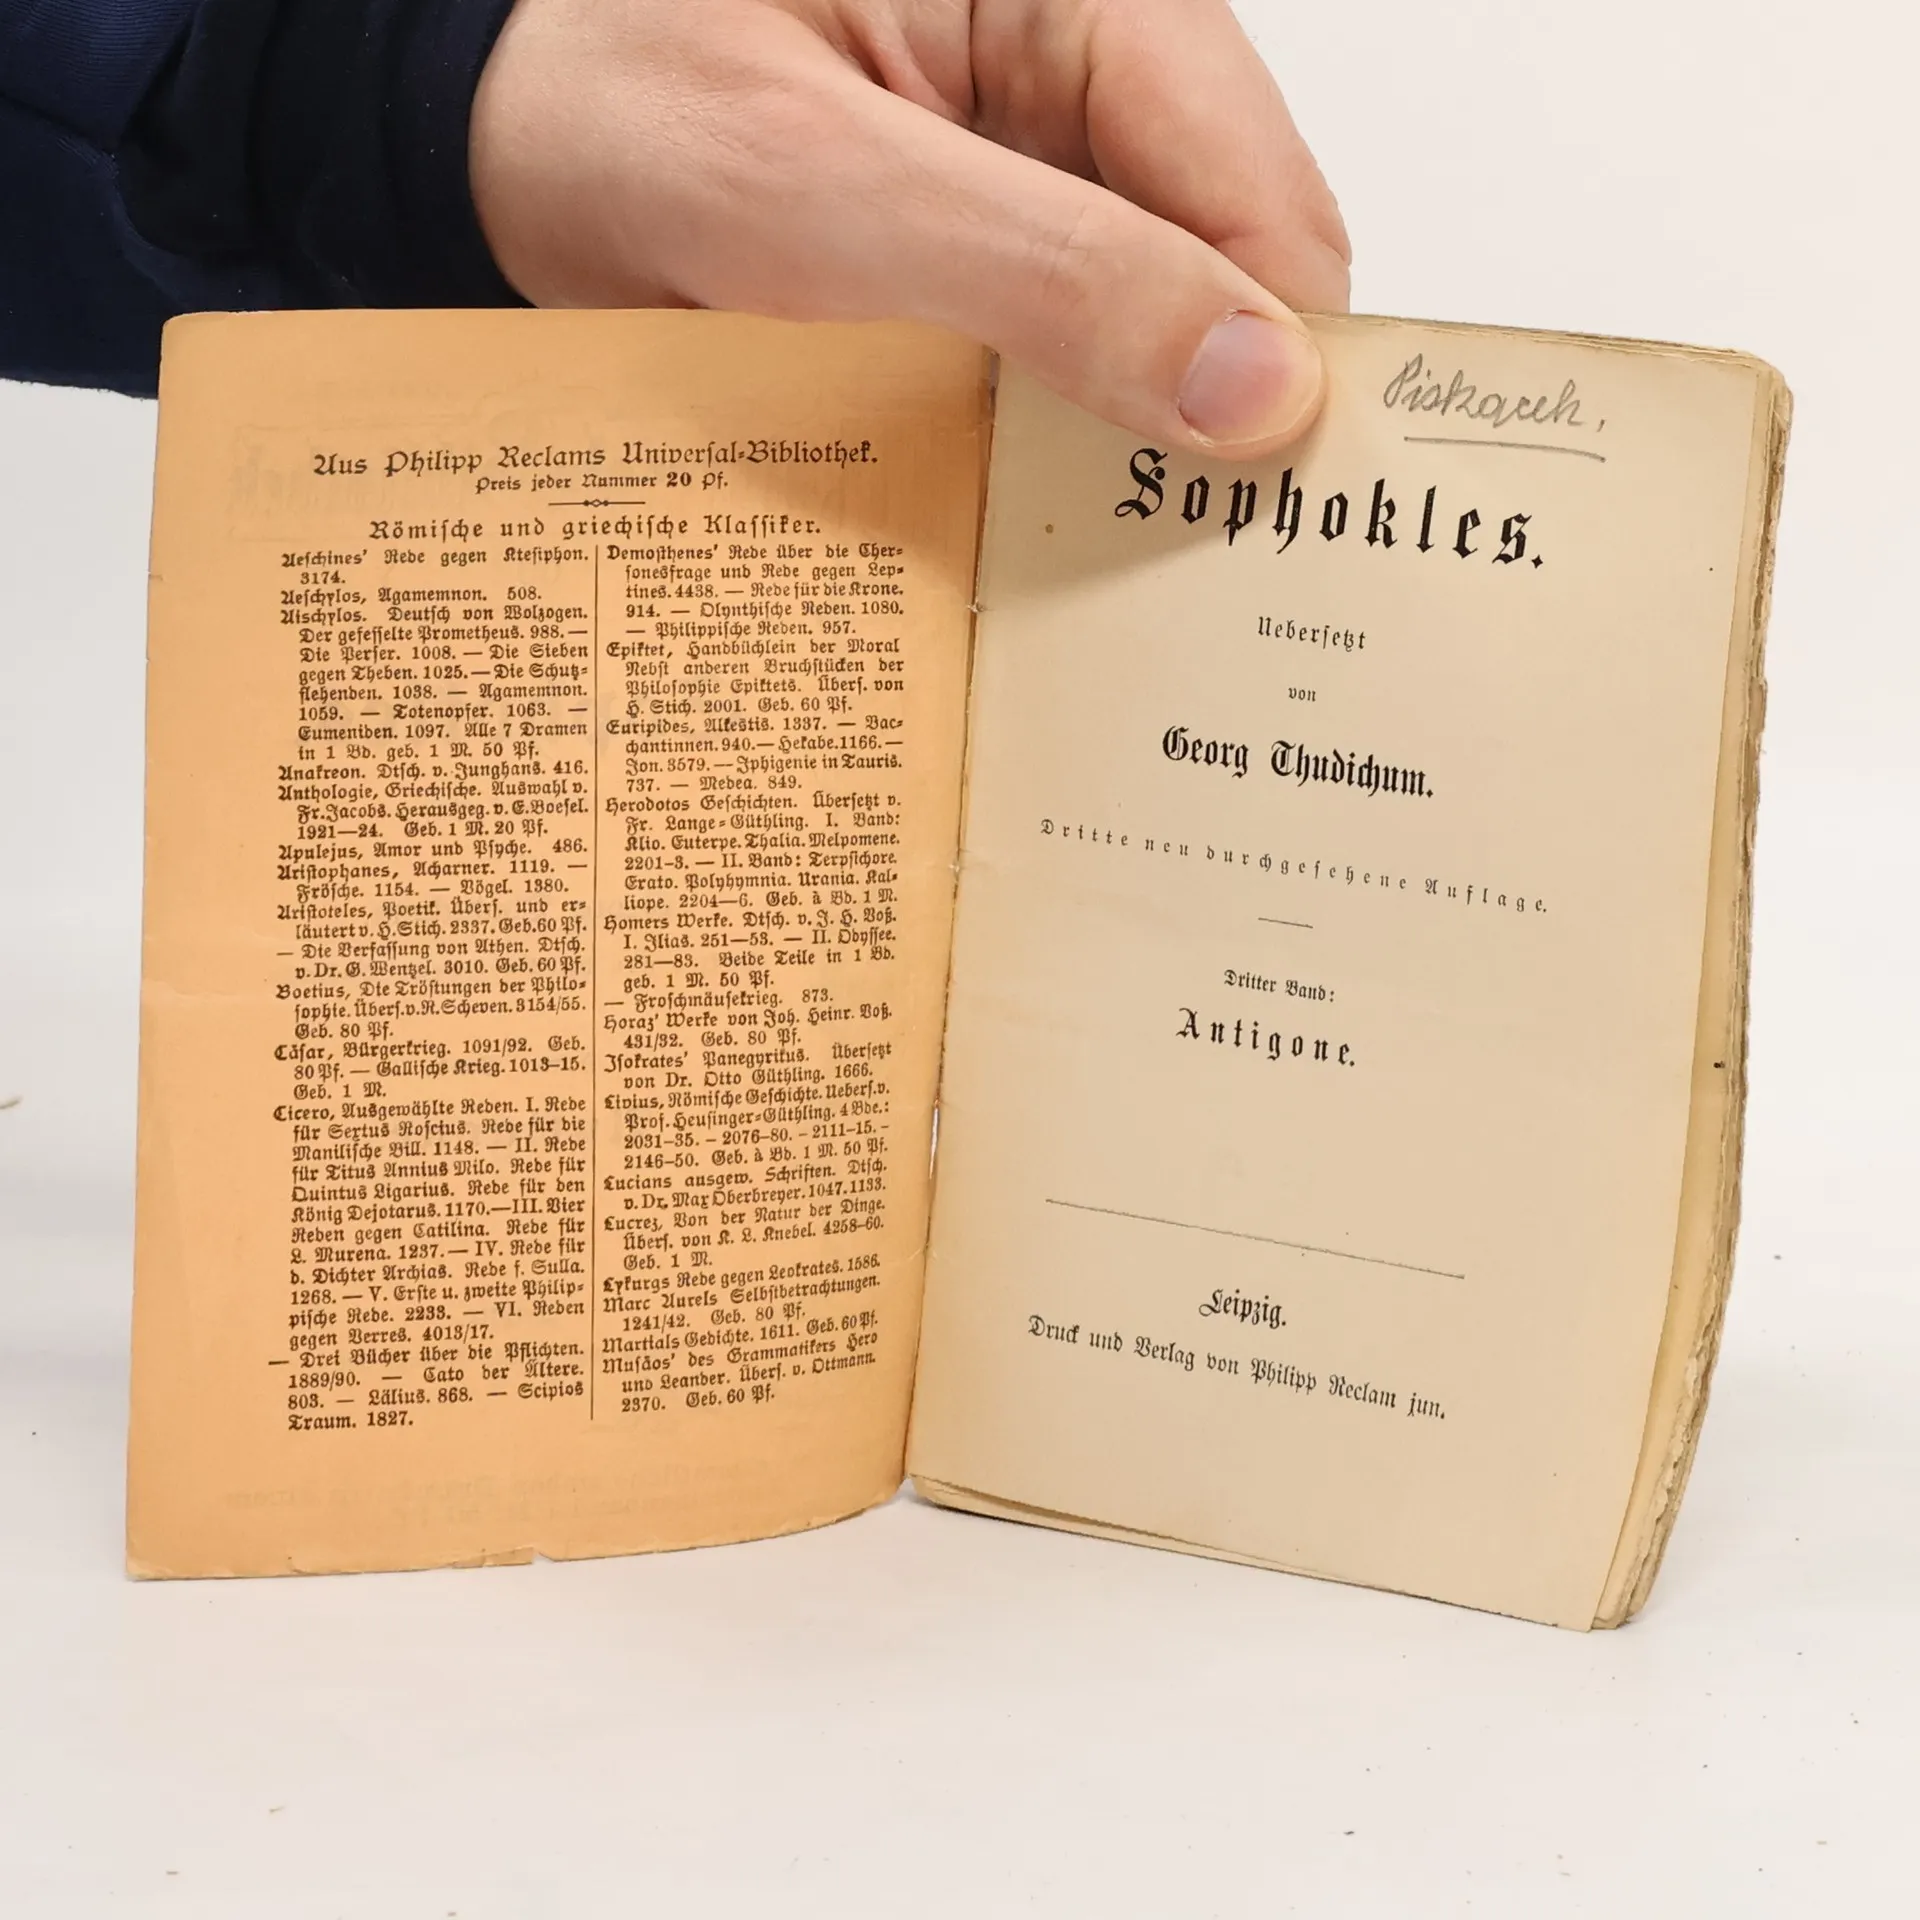 Aus Philipp Reclams Universal-Bibliothek.
Preis jeder Nummer 20 Pf.
Römische und griechische Klassiker.
Aeschines' Rede gegen Ktesiphon.
3174.
Aeschylos, Agamemnon. 508.
Aischylos. Deutsch von Wolzogen.
Der gefesselte Prometheus. 988. —
Die Perser. 1008. — Die Sieben
gegen Theben. 1025. — Die Schutz-
flehenden. 1038. — Agamemnon.
1059. — Totenopfer. 1063. —
Eumeniden. 1097. Alle 7 Dramen
in 1 Bd. geb. 1 M. 50 Pf.
Anakreon. Dtsch. v. Junghans. 416.
Anthologie, Griechische. Auswahl v.
Fr. Jacobs. Herausgeg. v. E. Boesel.
1921—24. Geb. 1 M. 20 Pf.
Apulejus, Amor und Psyche. 486.
Aristophanes, Acharner. 1119. —
Frösche. 1154. — Vögel. 1380.
Aristoteles, Poetik. Übers. und er-
läutert v. H. Stich. 2337. Geb. 60 Pf.
— Die Verfassung von Athen. Dtsch.
v. Dr. G. Wentzel. 3010. Geb. 60 Pf.
Boetius, Die Tröstungen der Philo-
sophie. Übers. v. R. Scheven. 3154/55.
Geb. 80 Pf.
Cäsar, Bürgerkrieg. 1091/92. Geb.
80 Pf. — Gallische Krieg. 1013–15.
Geb. 1 M.
Cicero, Ausgewählte Reden. I. Rede
für Sextus Roscius. Rede für die
Manilische Bill. 1148. — II. Rede
für Titus Annius Milo. Rede für
Quintus Ligarius. Rede für den
König Dejotarus. 1170.—III. Vier
Reden gegen Catilina. Rede für
L. Murena. 1237. — IV. Rede für
d. Dichter Archias. Rede f. Sulla.
1268. — V. Erste u. zweite Philip-
pische Rede. 2233. — VI. Reden
gegen Verres. 4013/17.
— Drei Bücher über die Pflichten.
1889/90. — Cato der Ältere.
803. — Lälius. 868. — Scipios
Traum. 1827.
Demosthenes' Rede über die Cher-
sonesfrage und Rede gegen Lep-
tines. 4438. — Rede für die Krone.
914. — Olynthische Reden. 1080.
— Philippische Reden. 957.
Epiktet, Handbüchlein der Moral
Nebst anderen Bruchstücken der
Philosophie Epiktets. Übers. von
H. Stich. 2001. Geb. 60 Pf.
Euripides, Alkestis. 1337. — Bac-
chantinnen. 940. — Hekabe. 1166. —
Jon. 3579. — Iphigenie in Tauris.
737. — Medea. 849.
Herodotos Geschichten. Übersetzt v.
Fr. Lange-Güthling. I. Band:
Klio. Euterpe. Thalia. Melpomene.
2201–3. — II. Band: Terpsichore.
Erato. Polyhymnia. Urania. Kal-
liope. 2204—6. Geb. à Bd. 1 M.
Homers Werke. Dtsch. v. J. H. Voß.
I. Ilias. 251—53. — II. Odyssee.
281—83. Beide Teile in 1 Bd.
geb. 1 M. 50 Pf.
— Froschmäusekrieg. 873.
Horaz' Werke von Joh. Heinr. Voß.
431/32. Geb. 80 Pf.
Isokrates' Panegyrikus. Übersetzt
von Dr. Otto Güthling. 1666.
Livius, Römische Geschichte. Uebers. v.
Prof. Heusinger-Güthling. 4 Bde.:
2031–35. – 2076–80. – 2111–15. –
2146–50. Geb. à Bd. 1 M. 50 Pf.
Lucians ausgew. Schriften. Dtsch.
v. Dr. Max Oberbreyer. 1047. 1133.
Lucrez, Von der Natur der Dinge.
Übers. von K. L. Knebel. 4258–60.
Geb. 1 M.
Lykurgs Rede gegen Leokrates. 1586.
Marc Aurels Selbstbetrachtungen.
1241/42. Geb. 80 Pf.
Martials Gedichte. 1611. Geb. 60 Pf.
Musäos' des Grammatikers Hero
und Leander. Übers. v. Ottmann.
2370. Geb. 60 Pf.
Sophokles.
Uebersetzt
von
Georg Thudichum.
Dritte neu durchgesehene Auflage.
Dritter Band:
Antigone.
Leipzig.
Druck und Verlag von Philipp Reclam jun.